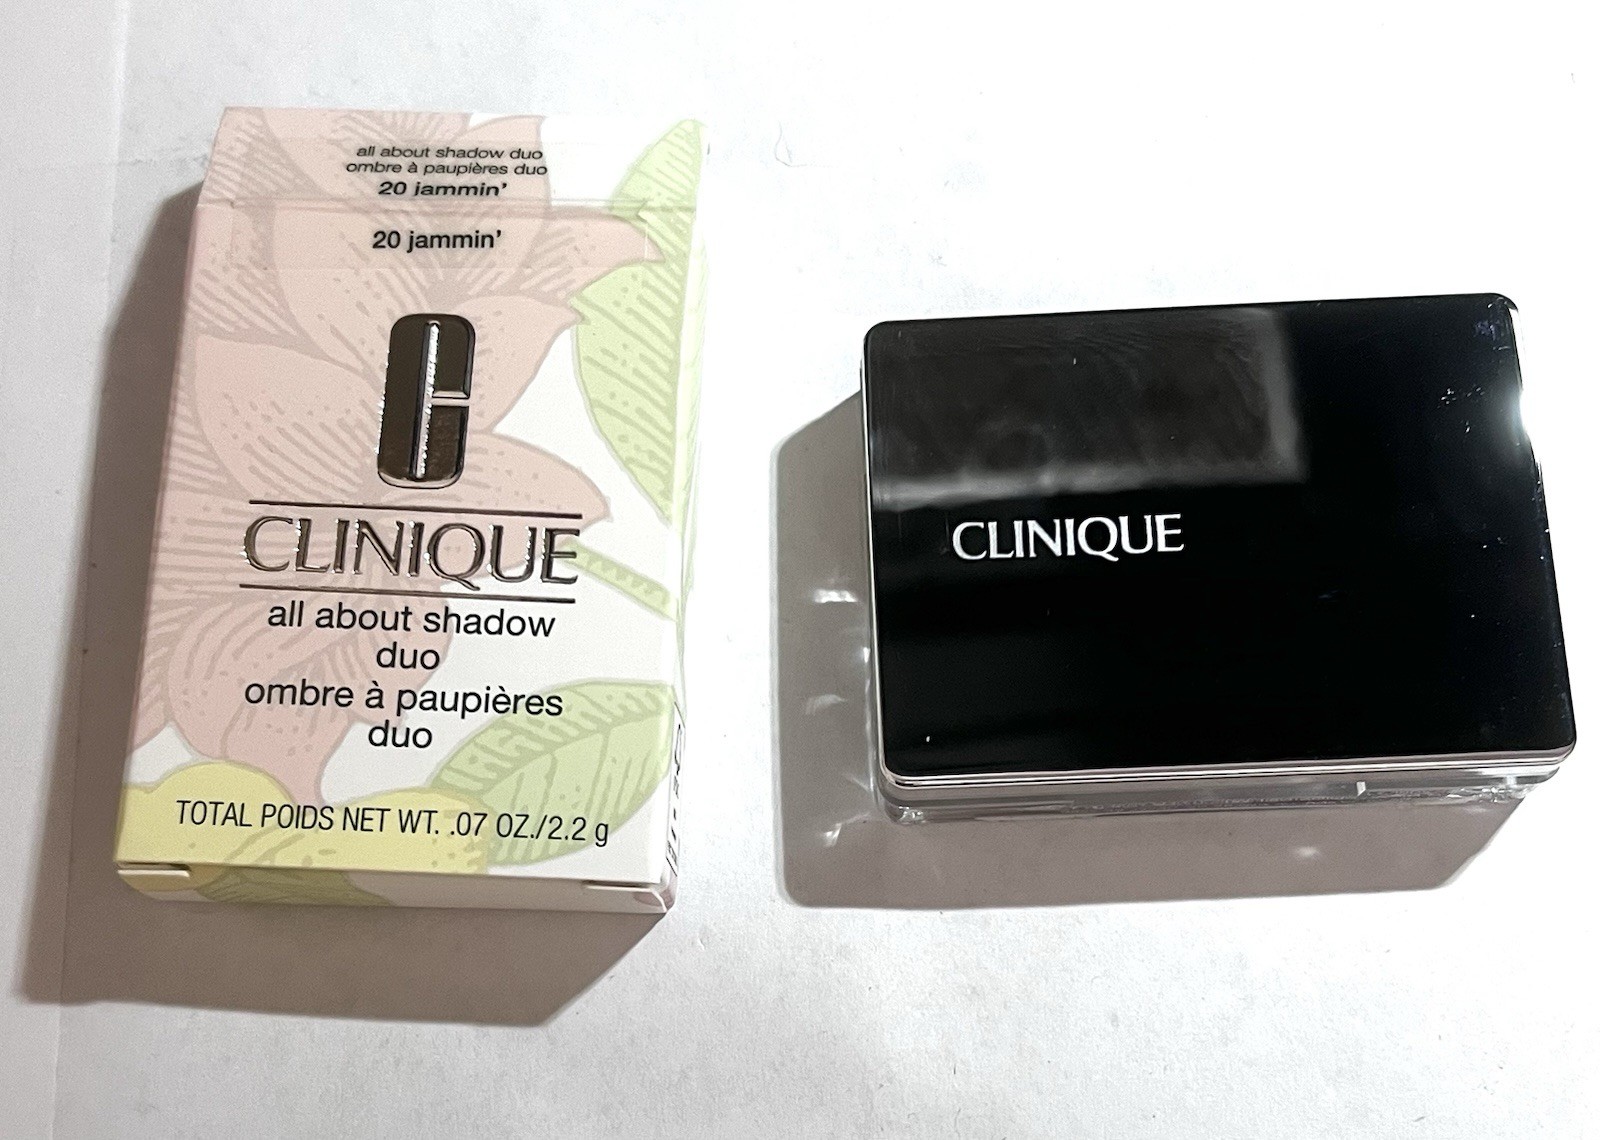 all about shadow duo
ombre à paupières duo
20 jammin'
20 jammin'
CLINIQUE
all about shadow
duo
ombre à paupières
duo
TOTAL POIDS NET WT. .07 OZ./2.2 g
CLINIQUE